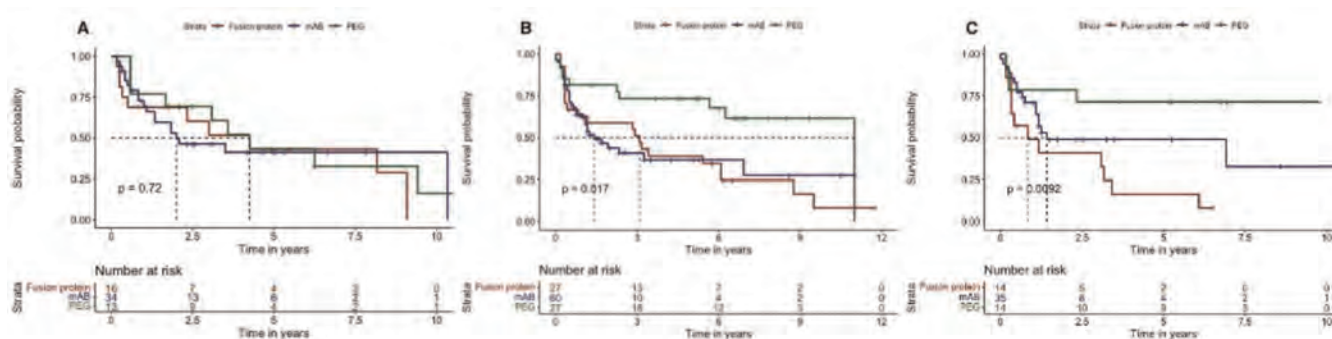 A
Strata Fusion protein mAB PEG
Survival probability
1.00
0.75
0.50
0.25
0.00
p = 0.72
0 2.5 5 7.5 10
Time in years
Number at risk
Strata
Fusion protein 16 7 4 3 0
mAB 34 13 6 1
PEG 13 1
0 2.5 5 7.5 10
Time in years
B
Strata Fusion protein mAB PEG
Survival probability
1.00
0.75
0.50
0.25
0.00
p = 0.017
0 3 6 9 12
Time in years
Number at risk
Strata
Fusion protein 27 13 7 2 0
mAB 60 10 4 2 0
PEG 27 16 12 5 0
0 3 6 9 12
Time in years
C
Strata Fusion protein mAB PEG
Survival probability
1.00
0.75
0.50
0.25
0.00
p = 0.0092
0 2.5 5 7.5 10
Time in years
Number at risk
Strata
Fusion protein 14 5 2 0 0
mAB 35 6 4 2 1
PEG 14 10 9 3 0
0 2.5 5 7.5 10
Time in years